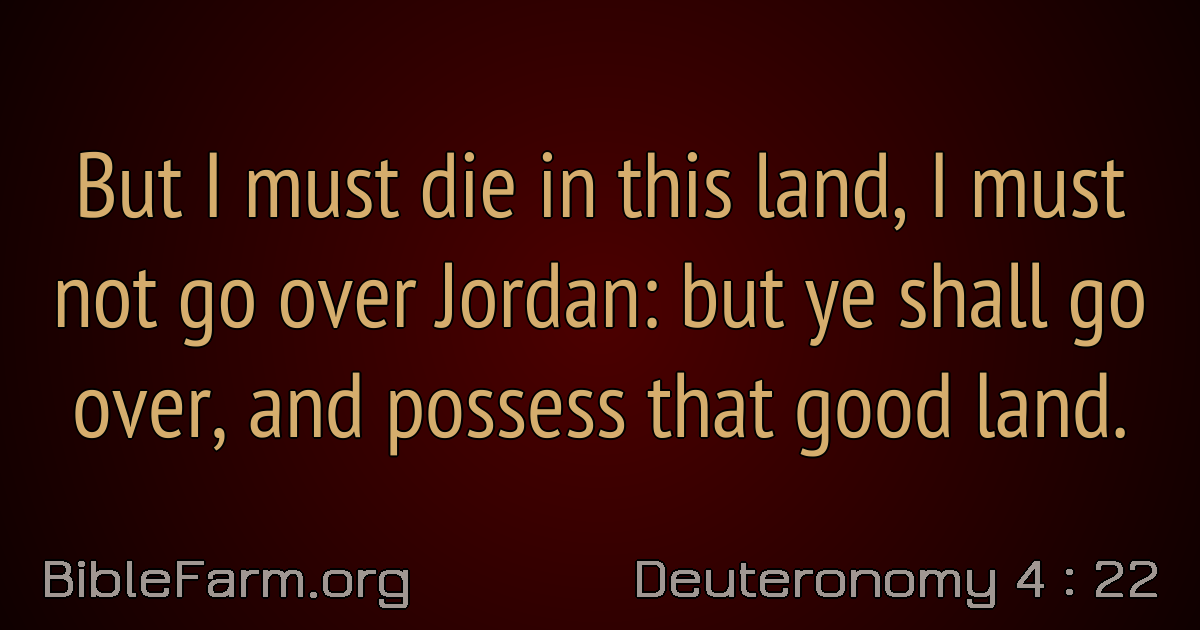 But I must die in this land, I must
not go over Jordan: but ye shall go
over, and possess that good land.
BibleFarm.org
Deuteronomy 4 : 22